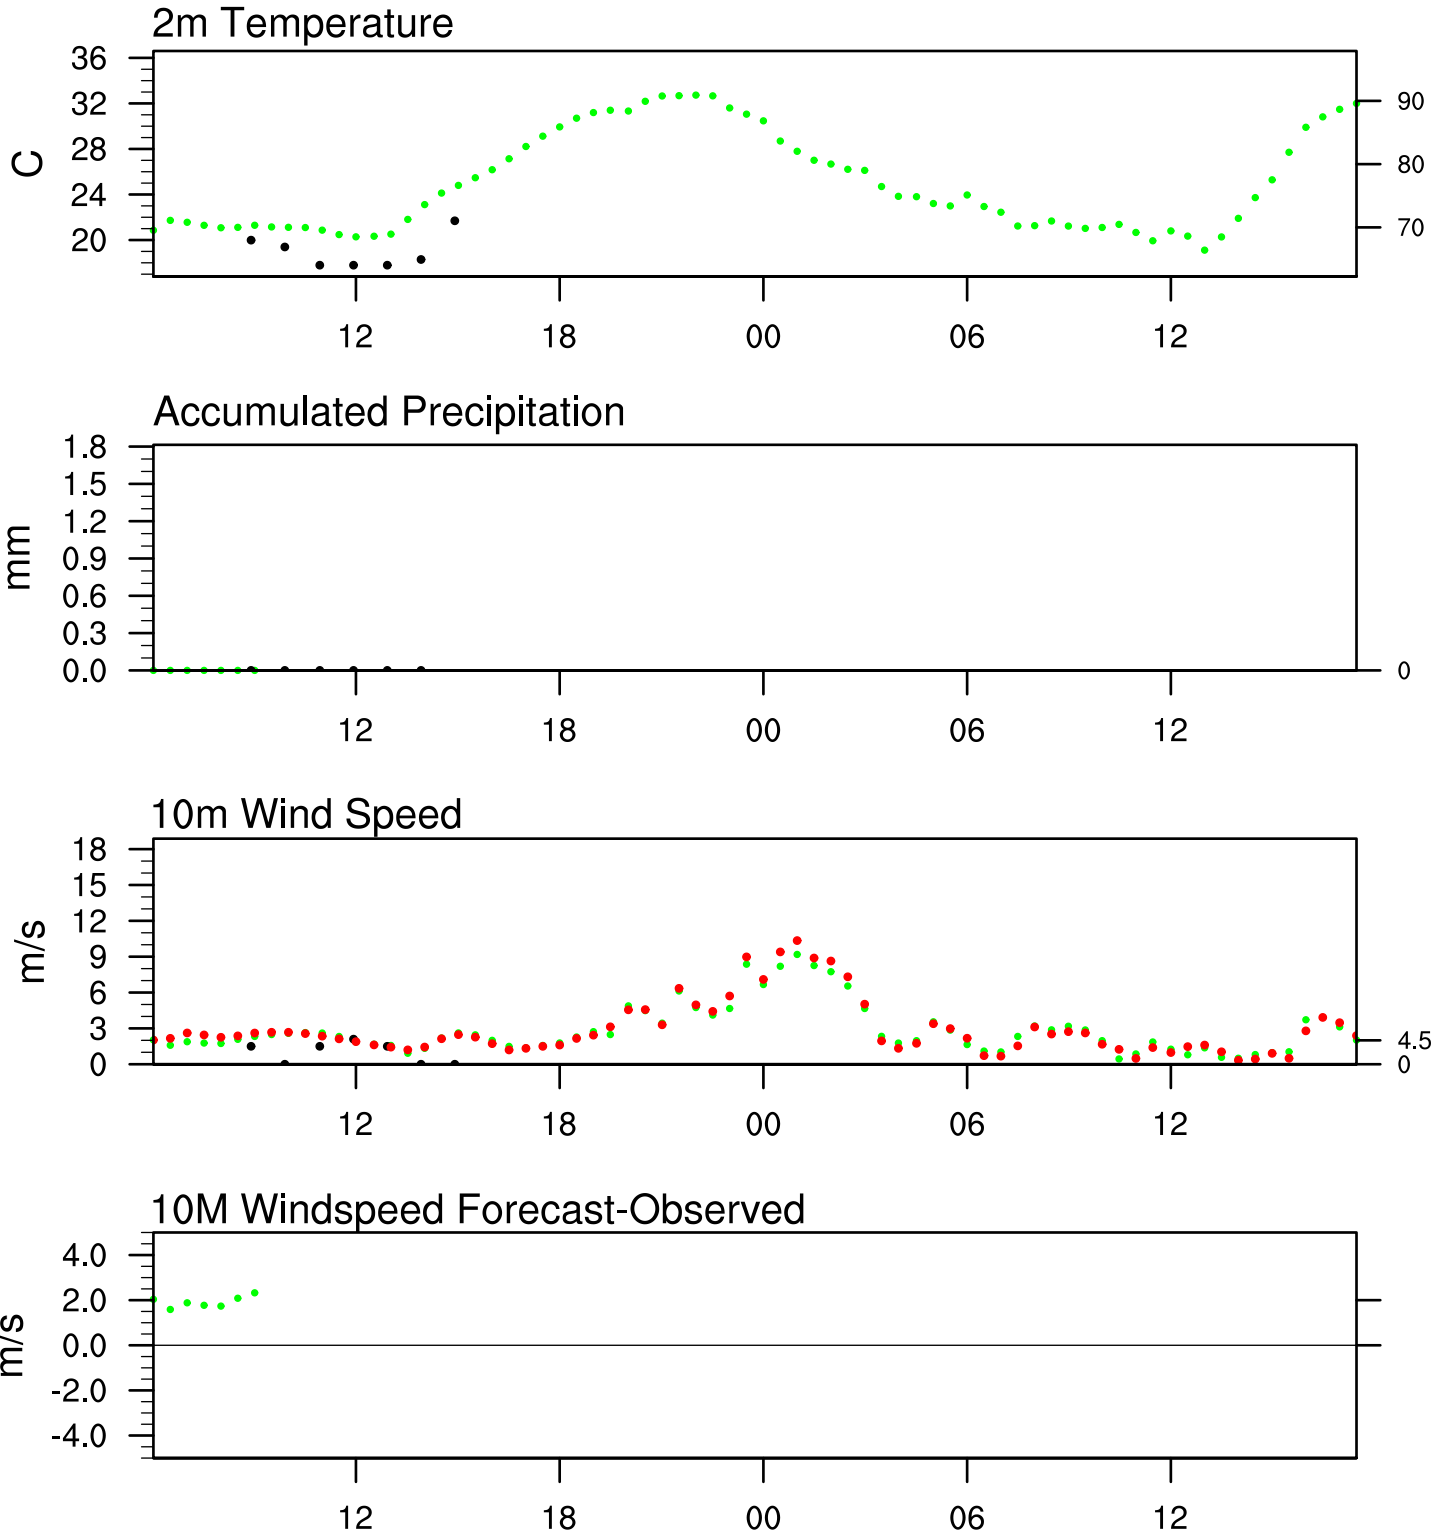 2m Temperature
36
32
28
24
20
C
90
80
70
12 18 00 06 12
Accumulated Precipitation
1.8
1.5
1.2
0.9
0.6
0.3
0.0
mm
0
12 18 00 06 12
10m Wind Speed
18
15
12
9
6
3
0
m/s
4.5
0
12 18 00 06 12
10M Windspeed Forecast-Observed
4.0
2.0
0.0
-2.0
-4.0
m/s
12 18 00 06 12